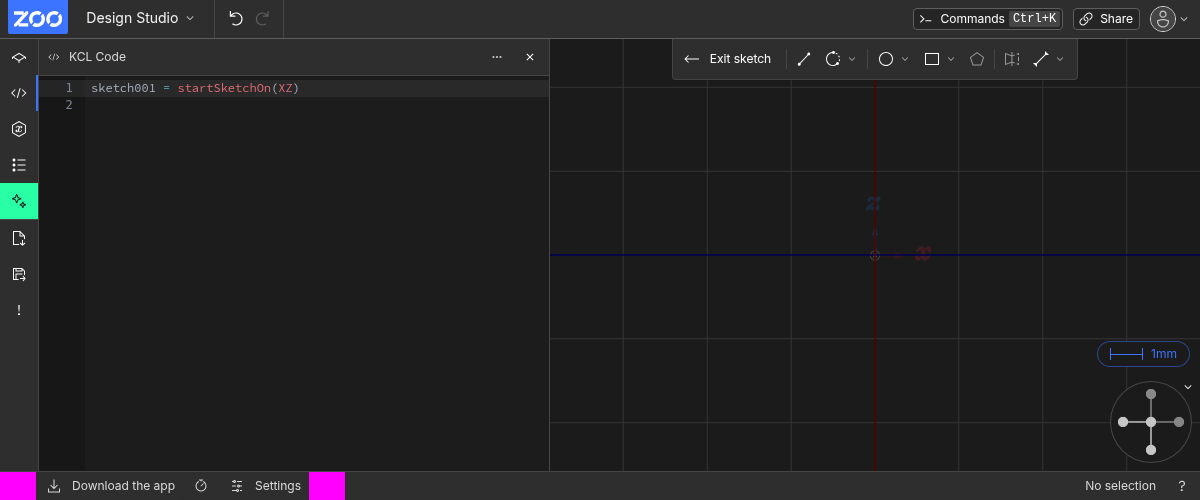 ZOO Design Studio Commands Ctrl+K Share
KCL Code
Exit sketch
1 sketch001 = startSketchOn(XZ)
2
Z
X
1mm
Download the app Settings No selection ?